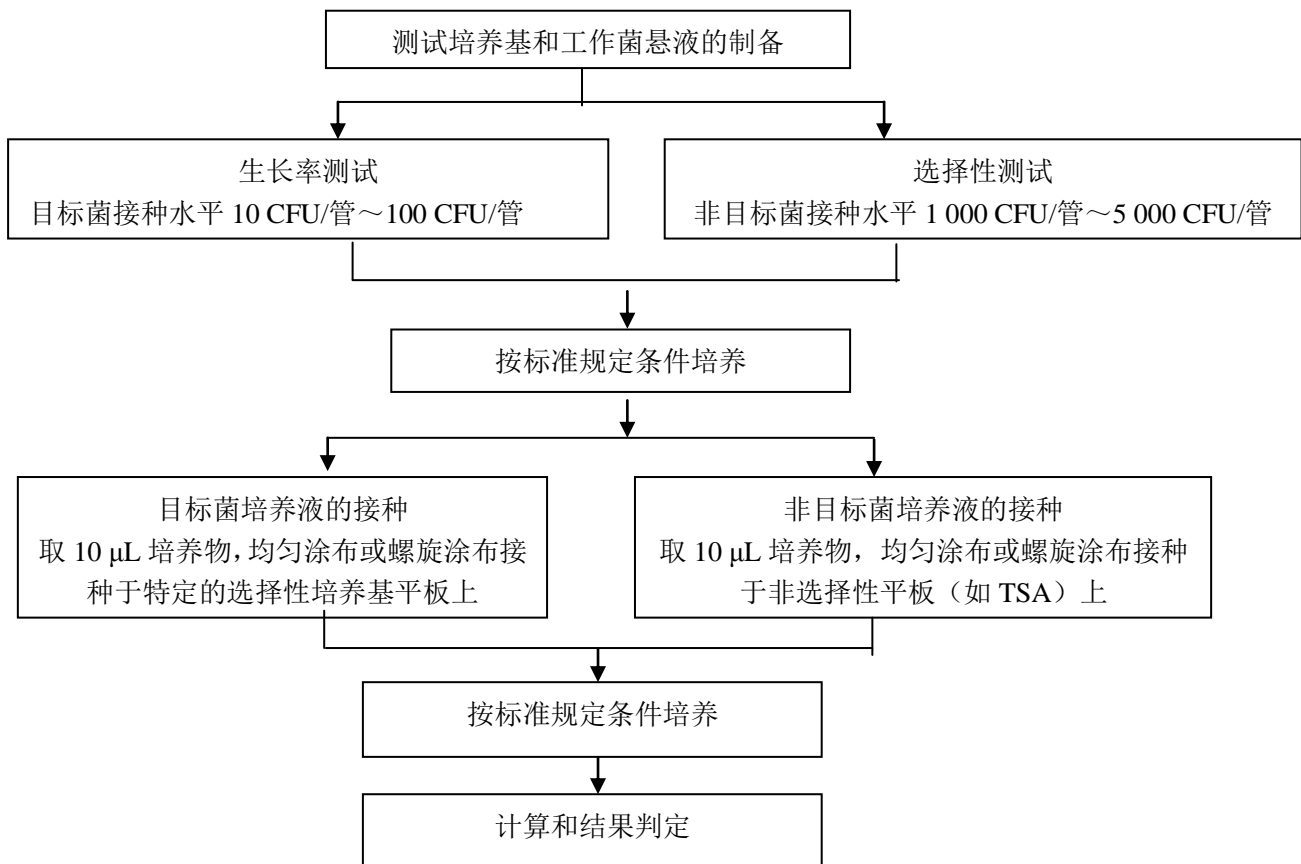 测试培养基和工作菌悬液的制备
生长率测试
目标菌接种水平 10 CFU/管～100 CFU/管
选择性测试
非目标菌接种水平 1 000 CFU/管～5 000 CFU/管
按标准规定条件培养
目标菌培养液的接种
取 10 μL 培养物，均匀涂布或螺旋涂布接
种于特定的选择性培养基平板上
非目标菌培养液的接种
取 10 μL 培养物，均匀涂布或螺旋涂布接种
于非选择性平板（如 TSA）上
按标准规定条件培养
计算和结果判定